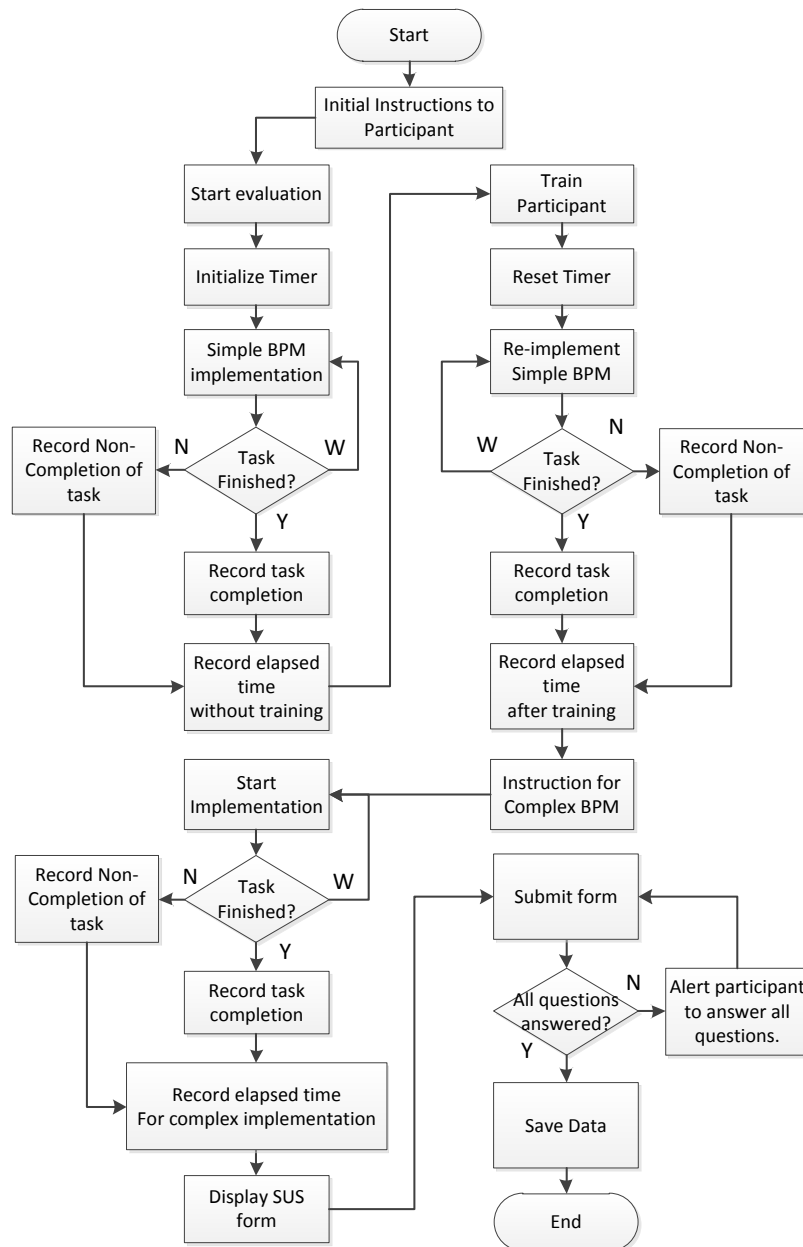 Start
Initial Instructions to
Participant
Start evaluation
Initialize Timer
Simple BPM
implementation
Task
Finished?
N
W
Y
Record Non-
Completion of
task
Record task
completion
Record elapsed
time
without training
Train
Participant
Reset Timer
Re-implement
Simple BPM
Task
Finished?
W
N
Y
Record Non-
Completion of
task
Record task
completion
Record elapsed
time
after training
Instruction for
Complex BPM
Start
Implementation
Task
Finished?
N
W
Y
Record Non-
Completion of
task
Record task
completion
Record elapsed time
For complex implementation
Display SUS
form
Submit form
All questions
answered?
N
Y
Alert participant
to answer all
questions.
Save Data
End